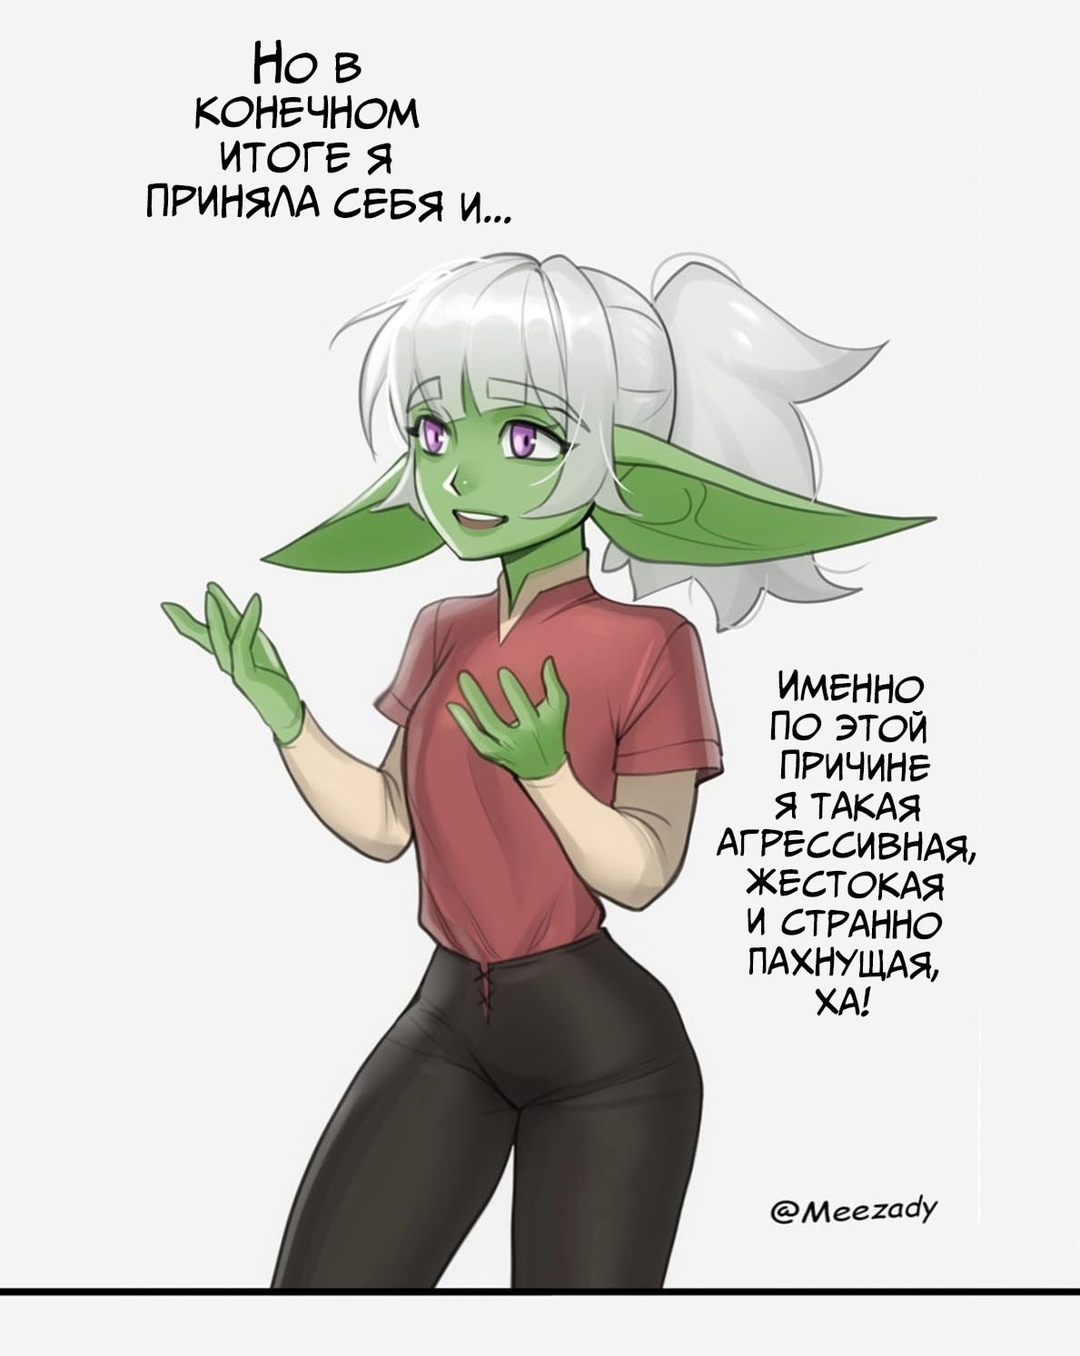 Но в
конечном
итоге я
приняла себя и...
Именно
по этой
причине
я такая
агрессивная,
жестокая
и странно
пахнущая,
ха!
@Meezady